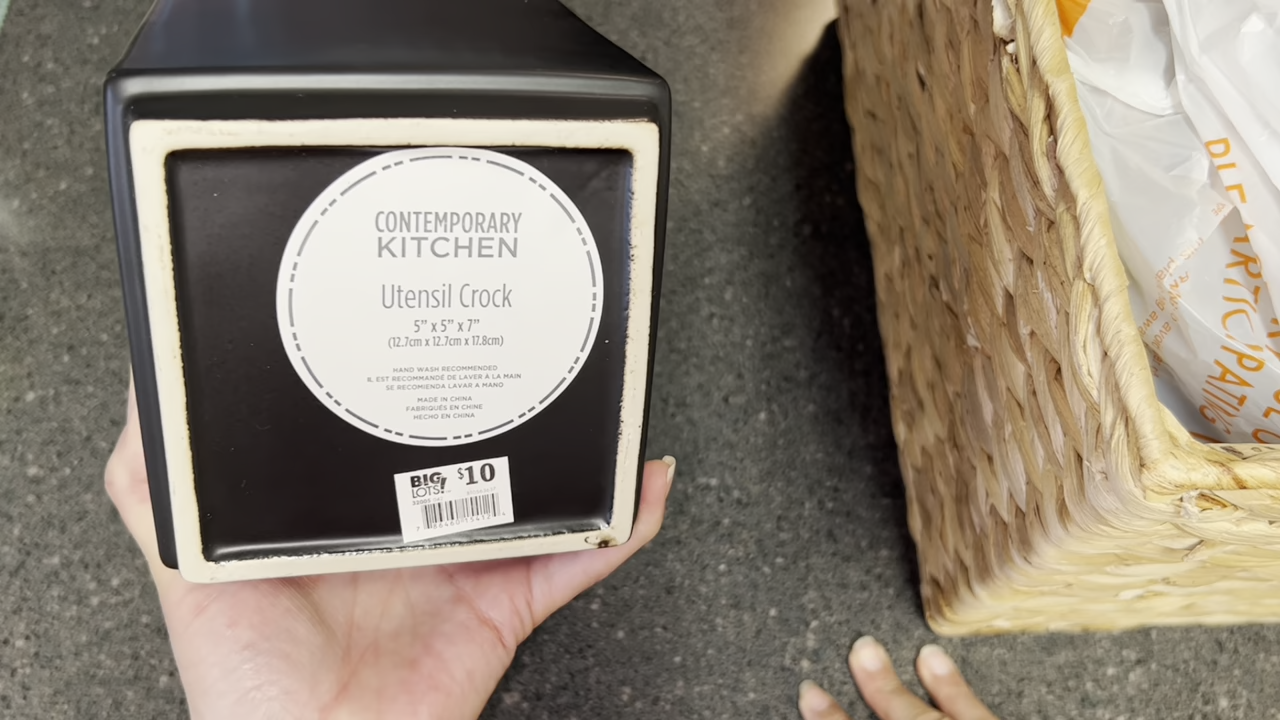 CONTEMPORARY
KITCHEN
Utensil Crock
5” x 5” x 7”
(12.7cm x 12.7cm x 17.8cm)
HAND WASH RECOMMENDED
IL EST RECOMMANDÉ DE LAVER À LA MAIN
SE RECOMIENDA LAVAR A MANO
MADE IN CHINA
FABRIQUÉS EN CHINE
HECHO EN CHINA
BIG LOTS! $10